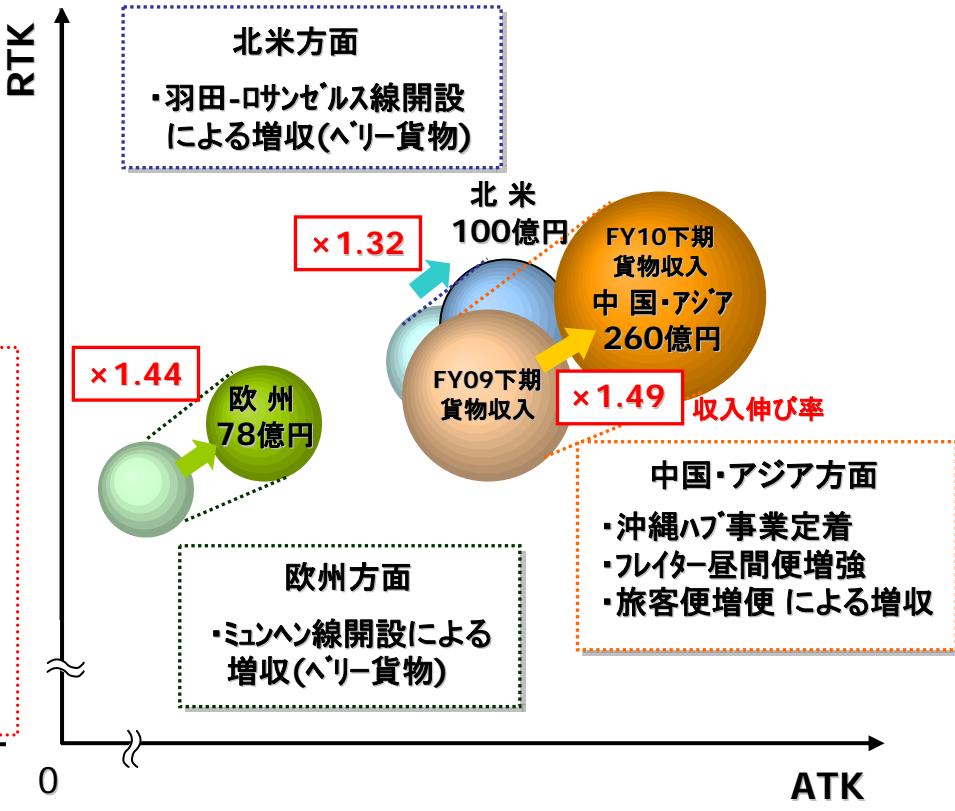 RTK
北米方面
・羽田-ロサンゼルス線開設
による増収(ベリー貨物)
北 米
100億円
×1.32
FY10下期
貨物収入
中 国・アジア
260億円
×1.44
欧 州
78億円
FY09下期
貨物収入
×1.49
収入伸び率
中国・アジア方面
・沖縄ハブ事業定着
・フレイター昼間便増強
・旅客便増便 による増収
欧州方面
・ミュンヘン線開設による
増収(ベリー貨物)
0
ATK